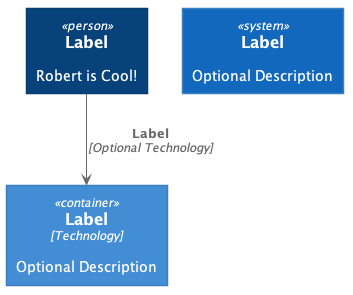 «person»
Label
Robert is Cool!
«system»
Label
Optional Description
Label
[Optional Technology]
«container»
Label
[Technology]
Optional Description